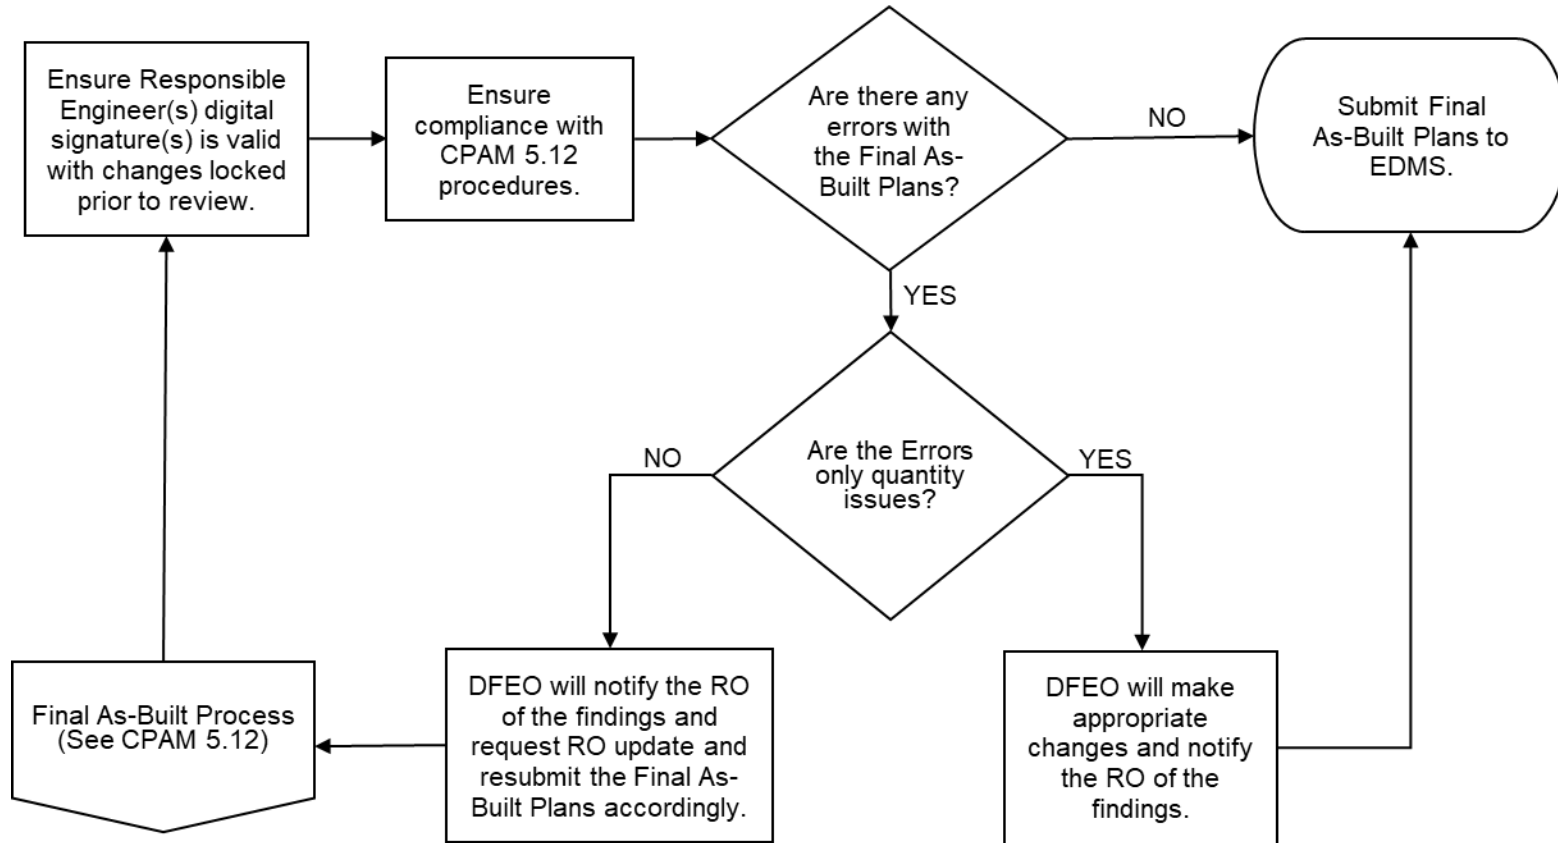 Ensure Responsible
Engineer(s) digital
signature(s) is valid
with changes locked
prior to review.
Ensure
compliance with
CPAM 5.12
procedures.
Are there any
errors with
the Final As-
Built Plans?
NO
Submit Final
As-Built Plans to
EDMS.
YES
Are the Errors
only quantity
issues?
NO
YES
Final As-Built Process
(See CPAM 5.12)
DFEO will notify the RO
of the findings and
request RO update and
resubmit the Final As-
Built Plans accordingly.
DFEO will make
appropriate
changes and notify
the RO of the
findings.